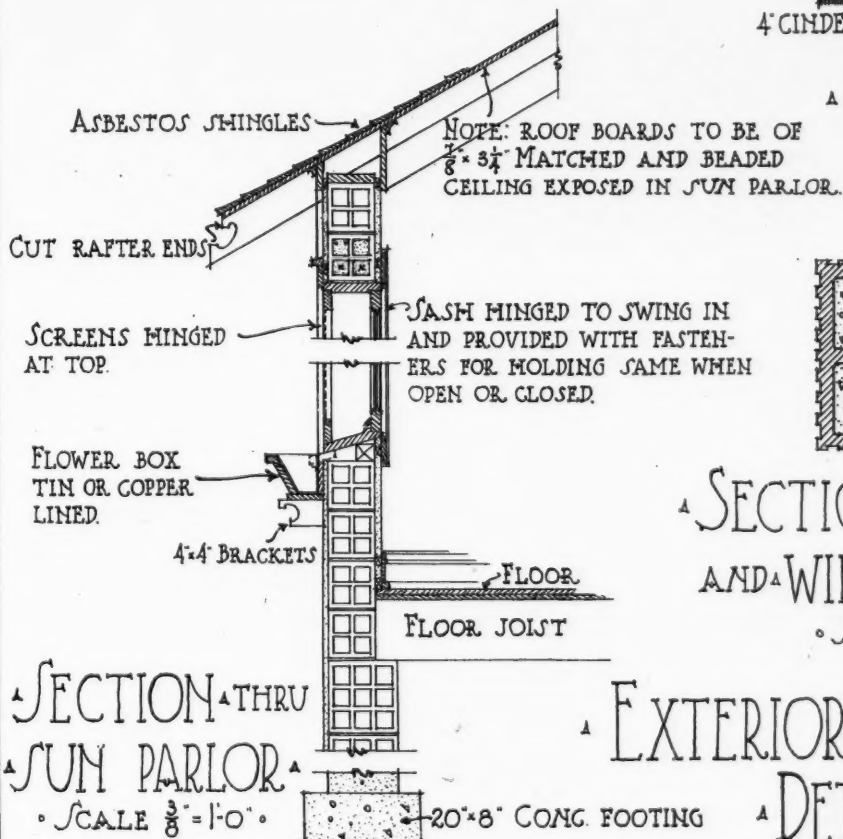 4" CINDE
ASBESTOS SHINGLES
NOTE: ROOF BOARDS TO BE OF
7/8" x 3 1/4" MATCHED AND BEADED
CEILING EXPOSED IN SUN PARLOR.
CUT RAFTER ENDS
SCREENS HINGED
AT TOP.
SASH HINGED TO SWING IN
AND PROVIDED WITH FASTEN-
ERS FOR HOLDING SAME WHEN
OPEN OR CLOSED.
FLOWER BOX
TIN OR COPPER
LINED.
4"x4" BRACKETS
FLOOR
FLOOR JOIST
SECTIO
AND WI
SECTION THRU
SUN PARLOR
SCALE 3/8" = 1'-0"
20"x8" CONC. FOOTING
EXTERIOR
DET